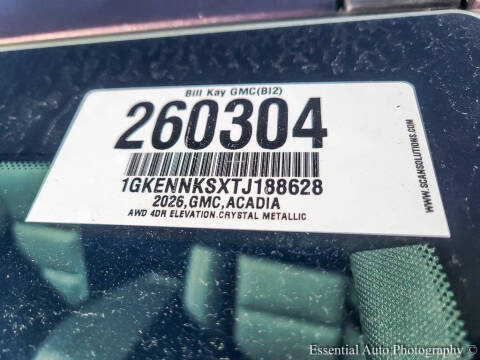 Bill Kay GMC(BI2)
260304
1GKENNKSXTJ188628
2026,GMC,ACADIA
AWD 4DR ELEVATION.CRYSTAL METALLIC
WWW.SCANSOLUTIONS.COM
Essential Auto Photography ©